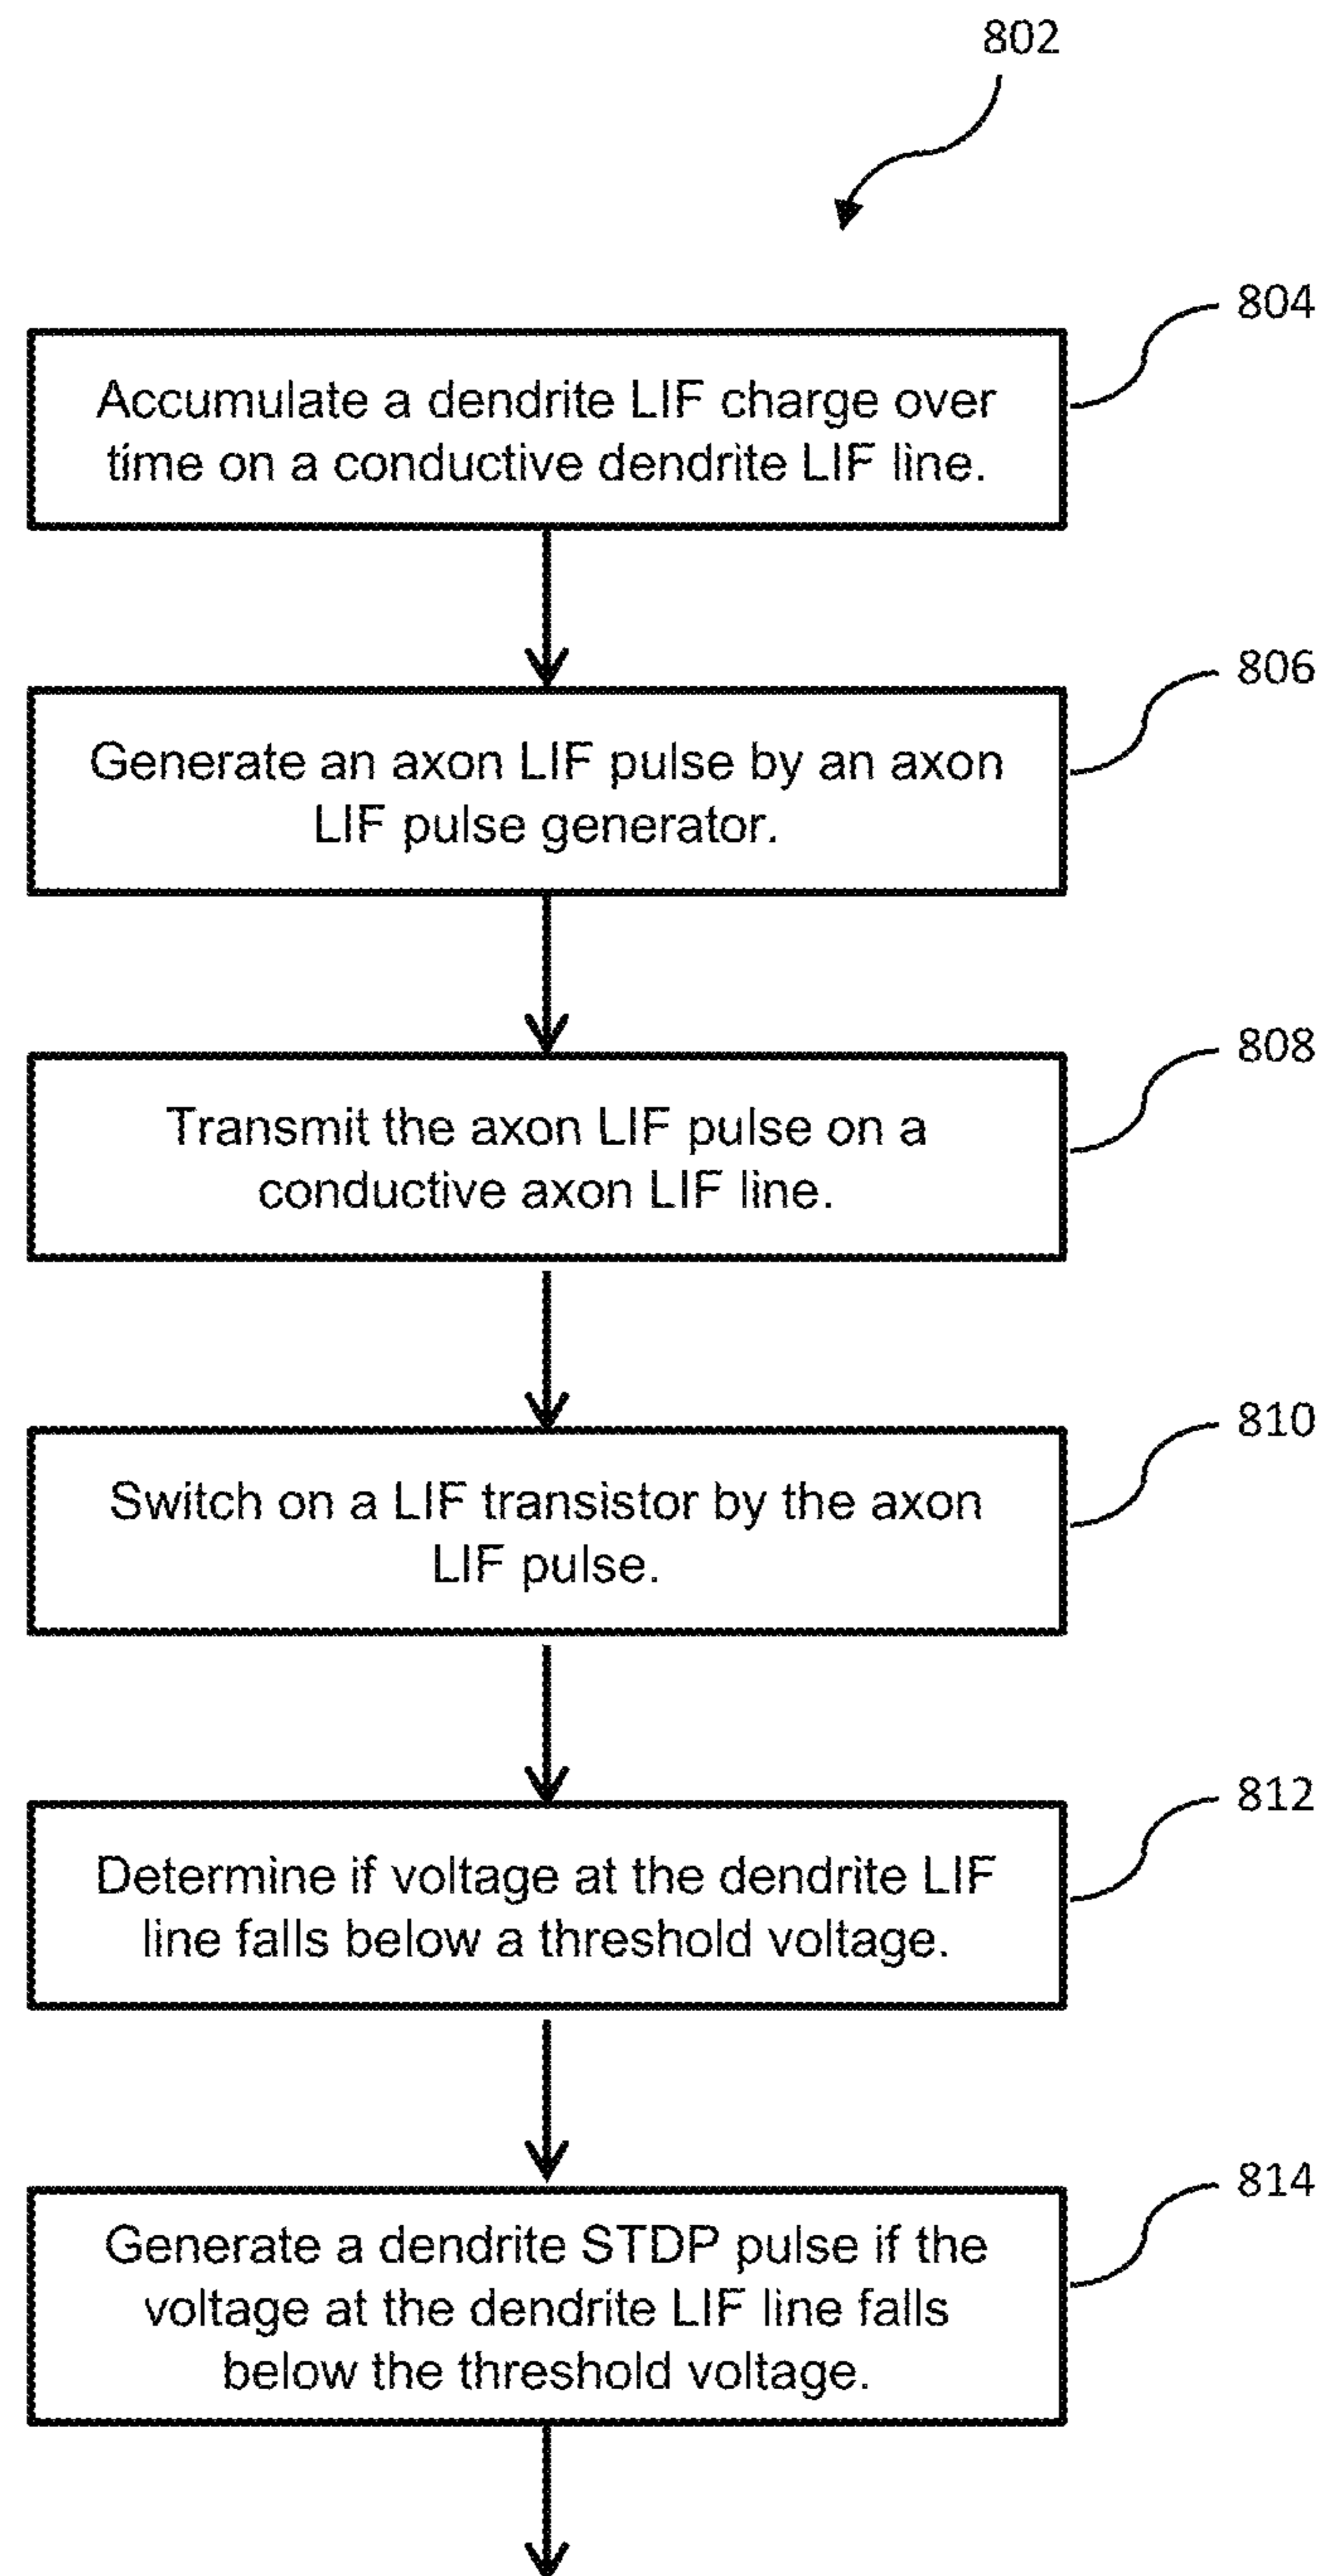 802
804
Accumulate a dendrite LIF charge over
time on a conductive dendrite LIF line.
806
Generate an axon LIF pulse by an axon
LIF pulse generator.
808
Transmit the axon LIF pulse on a
conductive axon LIF line.
810
Switch on a LIF transistor by the axon
LIF pulse.
812
Determine if voltage at the dendrite LIF
line falls below a threshold voltage.
814
Generate a dendrite STDP pulse if the
voltage at the dendrite LIF line falls
below the threshold voltage.